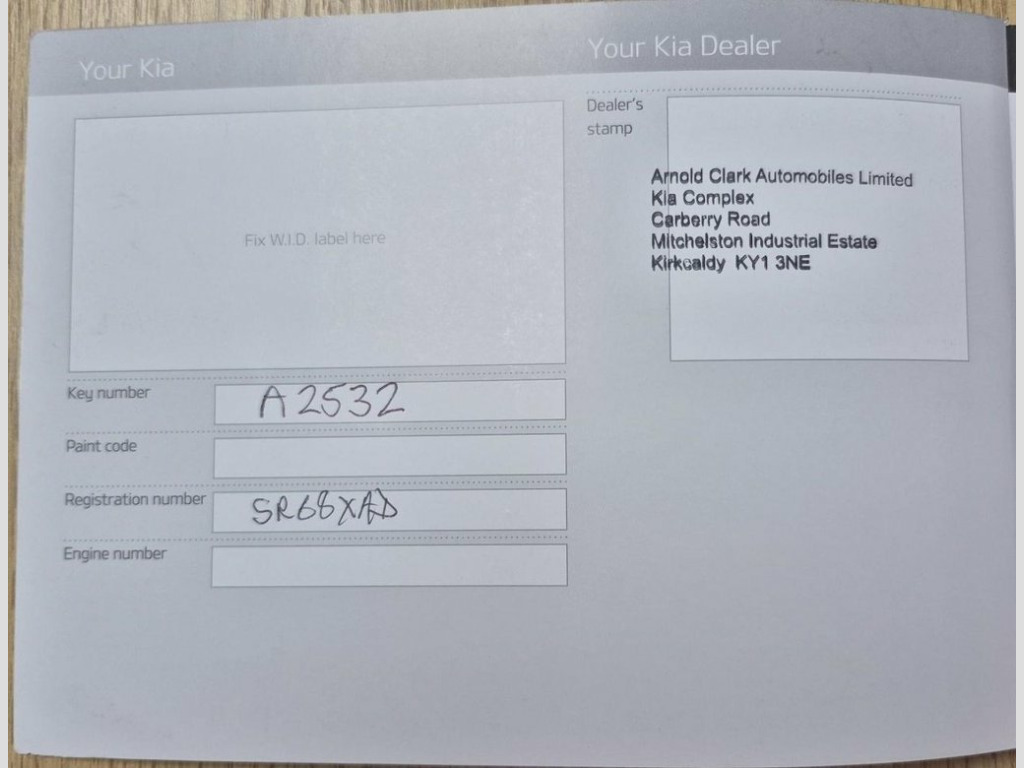 Your Kia
Fix W.I.D. label here
Key number A2532
Paint code
Registration number SR68XAD
Engine number
Your Kia Dealer
Dealer's
stamp
Arnold Clark Automobiles Limited
Kia Complex
Carberry Road
Mitchelston Industrial Estate
Kirkcaldy KY1 3NE